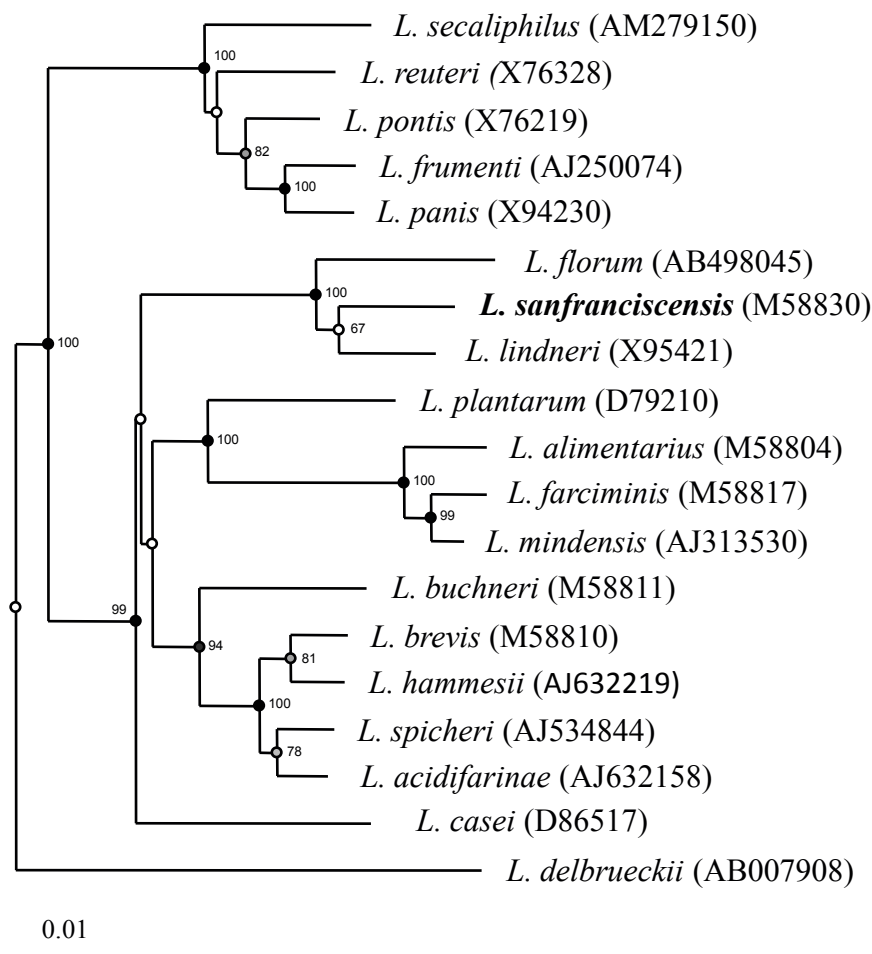 L. secaliphilus (AM279150)
100
L. reuteri (X76328)
L. pontis (X76219)
82
L. frumenti (AJ250074)
100
L. panis (X94230)
L. florum (AB498045)
100
L. sanfranciscensis (M58830)
67
100
L. lindneri (X95421)
L. plantarum (D79210)
100
L. alimentarius (M58804)
100
L. farciminis (M58817)
99
L. mindensis (AJ313530)
L. buchneri (M58811)
99
L. brevis (M58810)
94
81
L. hammesii (AJ632219)
100
L. spicheri (AJ534844)
78
L. acidifarinae (AJ632158)
L. casei (D86517)
L. delbrueckii (AB007908)
0.01